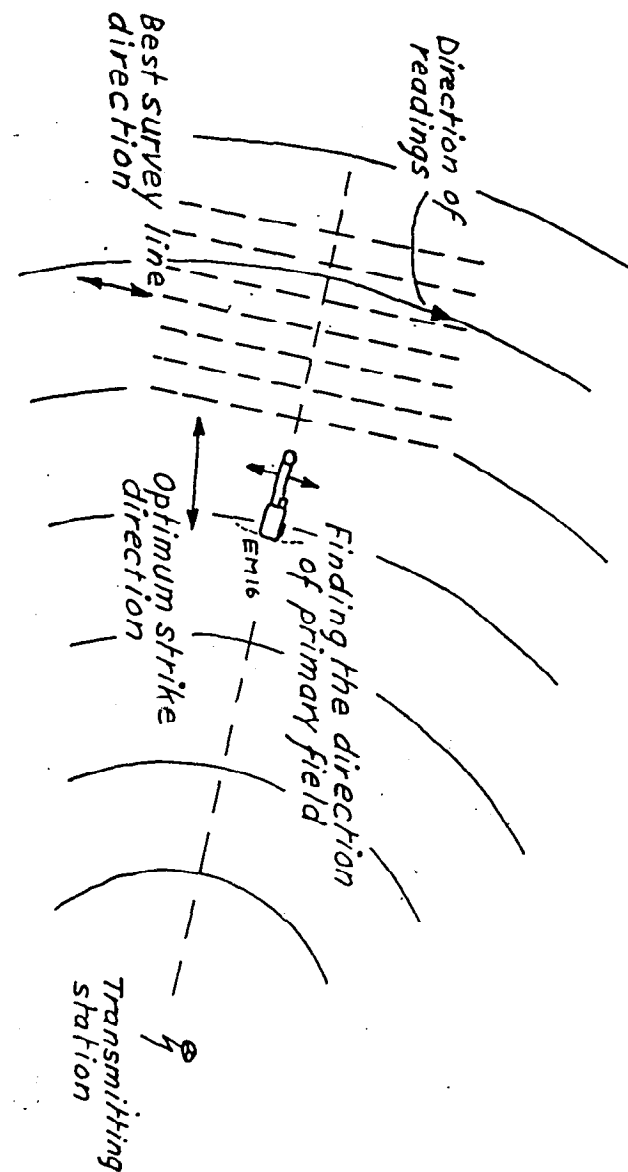 Direction of
readings
Best survey line
direction
Finding the direction
of primary field
EM16
Optimum strike
direction
Transmitting
station